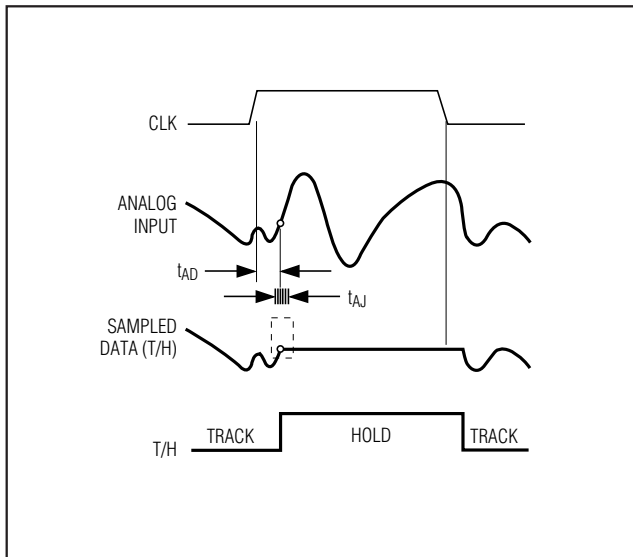 CLK
ANALOG
INPUT
tAD
tAJ
SAMPLED
DATA (T/H)
TRACK
HOLD
TRACK
T/H